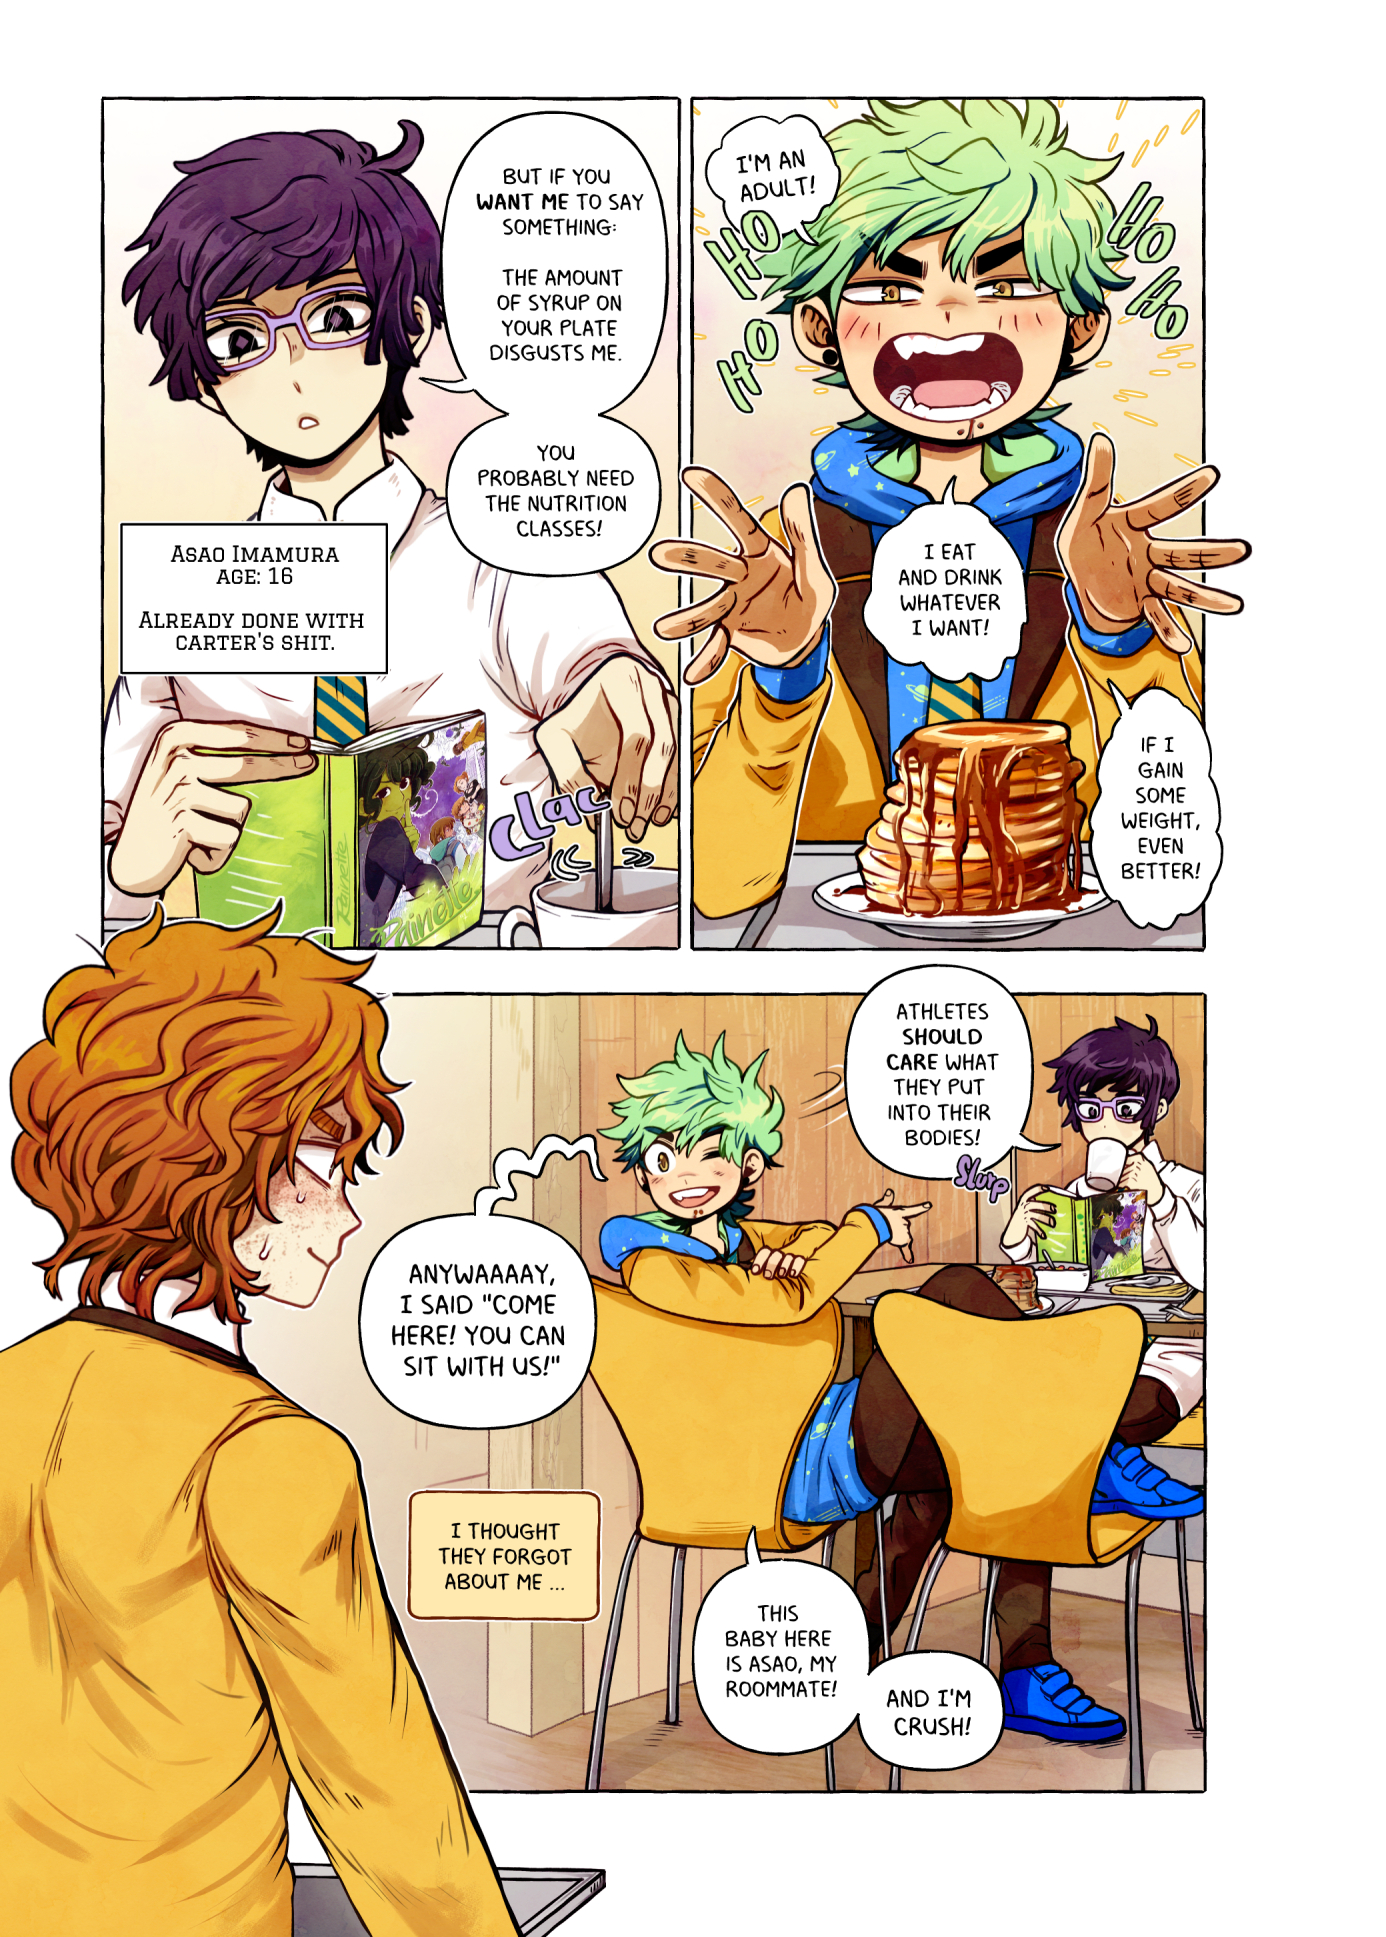 BUT IF YOU
WANT ME TO SAY
SOMETHING:
THE AMOUNT
OF SYRUP ON
YOUR PLATE
DISGUSTS ME.
YOU
PROBABLY NEED
THE NUTRITION
CLASSES!
ASAO IMAMURA
AGE: 16
ALREADY DONE WITH
CARTER'S SHIT.
Rainette
Rainette
CLAC
I'M AN
ADULT!
HO
HO
HO
HO
I EAT
AND DRINK
WHATEVER
I WANT!
IF I
GAIN
SOME
WEIGHT,
EVEN
BETTER!
ATHLETES
SHOULD
CARE WHAT
THEY PUT
INTO THEIR
BODIES!
Slurp
ANYWAAAAY,
I SAID "COME
HERE! YOU CAN
SIT WITH US!"
I THOUGHT
THEY FORGOT
ABOUT ME ...
THIS
BABY HERE
IS ASAO, MY
ROOMMATE!
AND I'M
CRUSH!